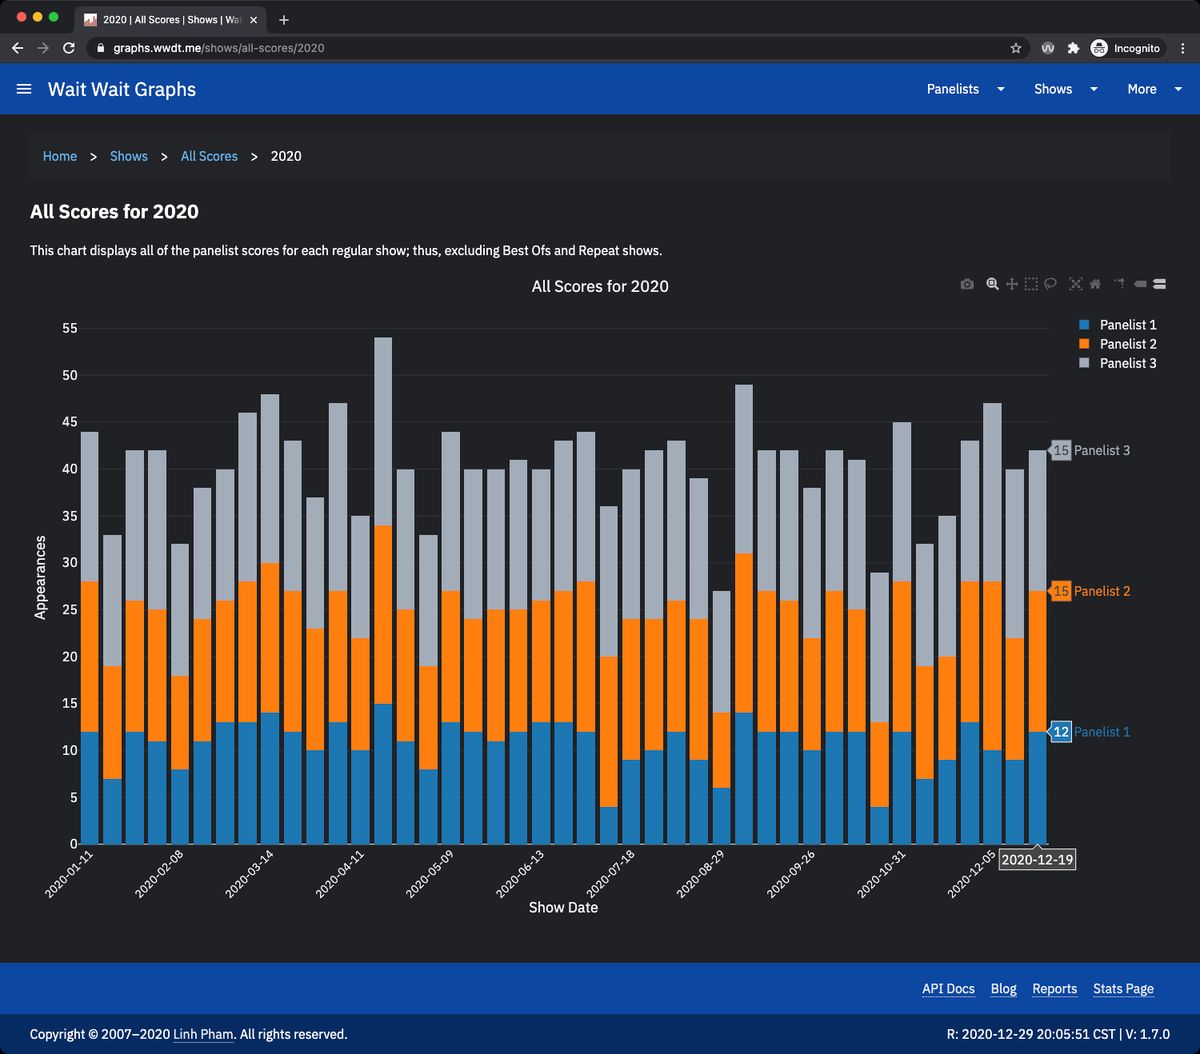 2020 | All Scores | Shows | Wai
graphs.wwdt.me/shows/all-scores/2020
Incognito
Wait Wait Graphs
Panelists
Shows
More
Home > Shows > All Scores > 2020
All Scores for 2020
This chart displays all of the panelist scores for each regular show; thus, excluding Best Ofs and Repeat shows.
All Scores for 2020
Panelist 1
Panelist 2
Panelist 3
55
50
45
40
35
30
25
20
15
10
5
0
Appearances
15 Panelist 3
15 Panelist 2
12 Panelist 1
2020-01-11
2020-02-08
2020-03-14
2020-04-11
2020-05-09
2020-06-13
2020-07-18
2020-08-29
2020-09-26
2020-10-31
2020-12-05
2020-12-19
Show Date
API Docs Blog Reports Stats Page
Copyright © 2007–2020 Linh Pham. All rights reserved.
R: 2020-12-29 20:05:51 CST | V: 1.7.0